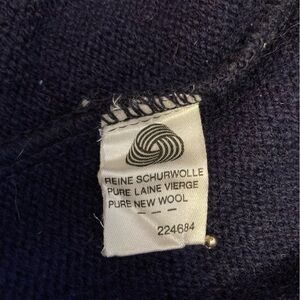 REINE SCHURWOLLE
PURE LAINE VIERGE
PURE NEW WOOL
224684